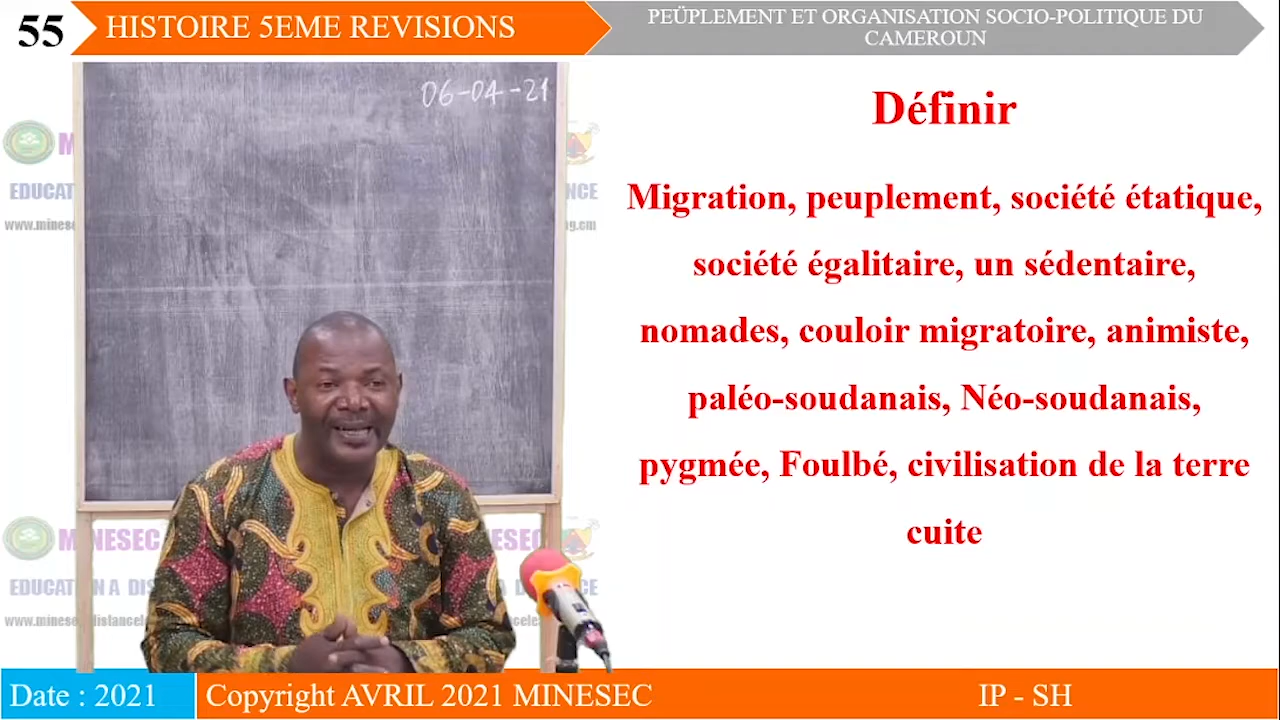 55
HISTOIRE 5EME REVISIONS
PEÜPLEMENT ET ORGANISATION SOCIO-POLITIQUE DU
CAMEROUN
06-04-21
Définir
Migration, peuplement, société étatique,
société égalitaire, un sédentaire,
nomades, couloir migratoire, animiste,
paléo-soudanais, Néo-soudanais,
pygmée, Foulbé, civilisation de la terre
cuite
MINESEC
Date : 2021
Copyright AVRIL 2021 MINESEC
IP - SH